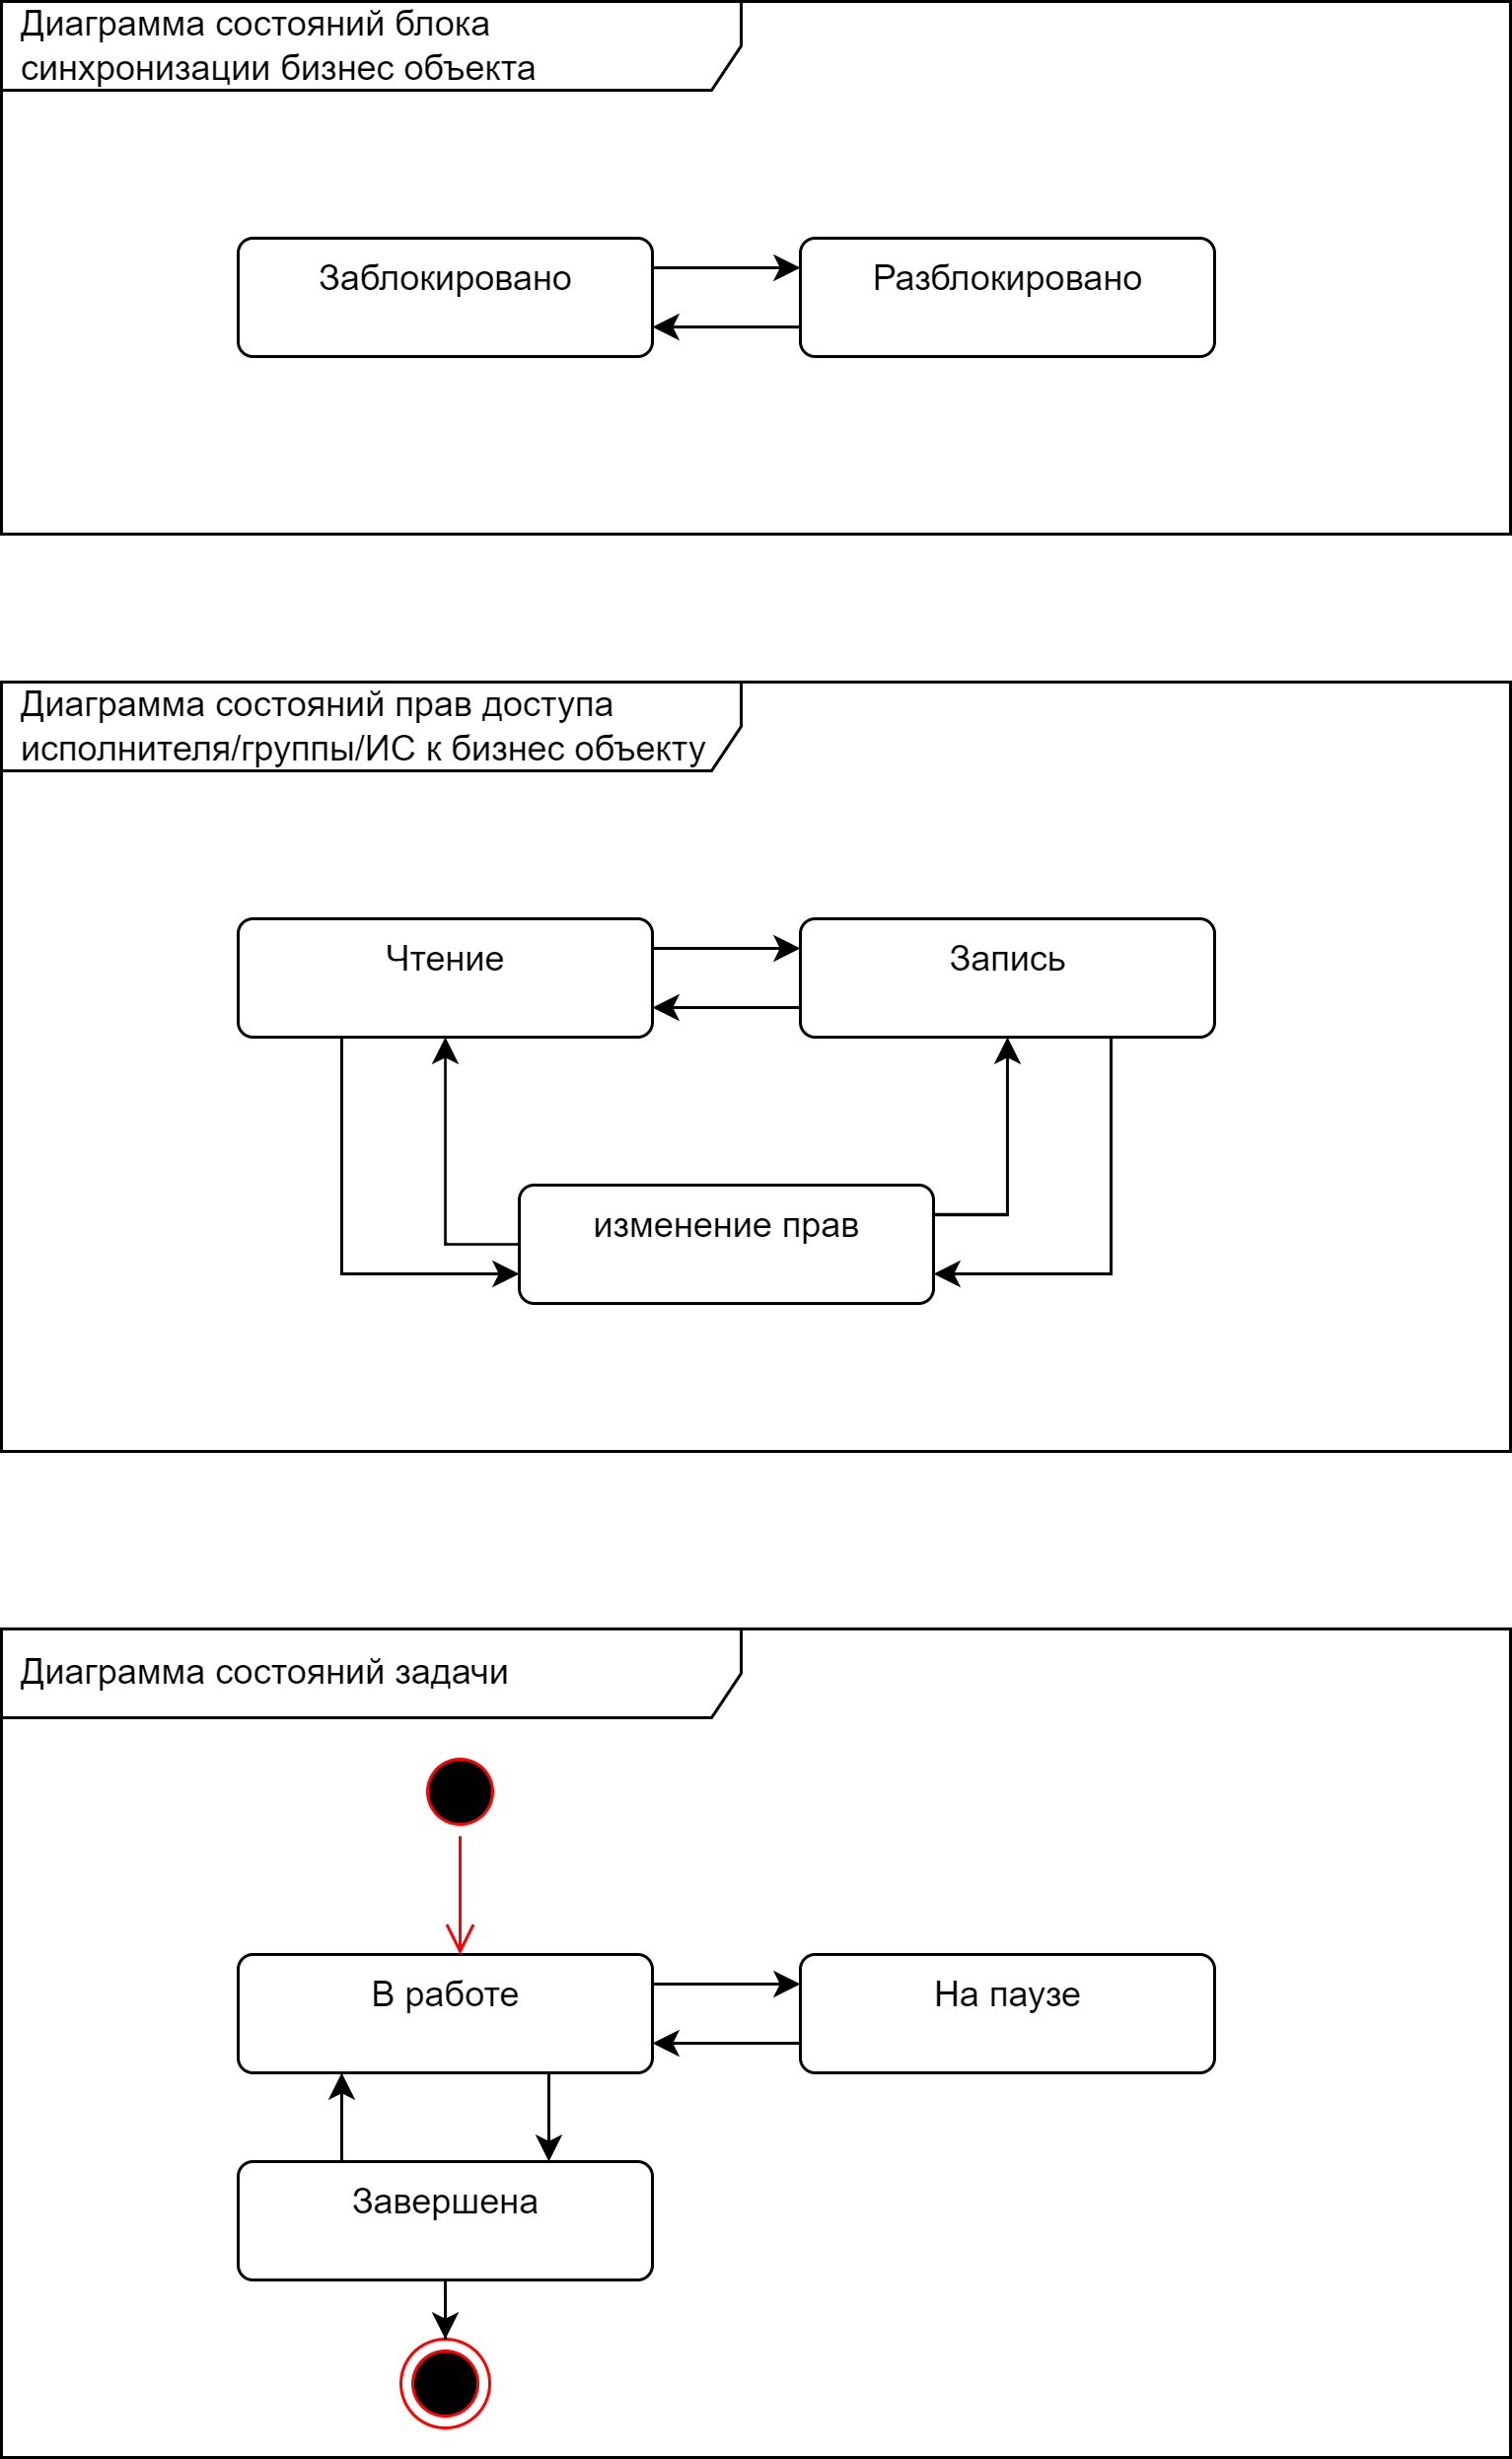 Диаграмма состояний блока
синхронизации бизнес объекта
Заблокировано
Разблокировано
Диаграмма состояний прав доступа
исполнителя/группы/ИС к бизнес объекту
Чтение
Запись
изменение прав
Диаграмма состояний задачи
В работе
На паузе
Завершена